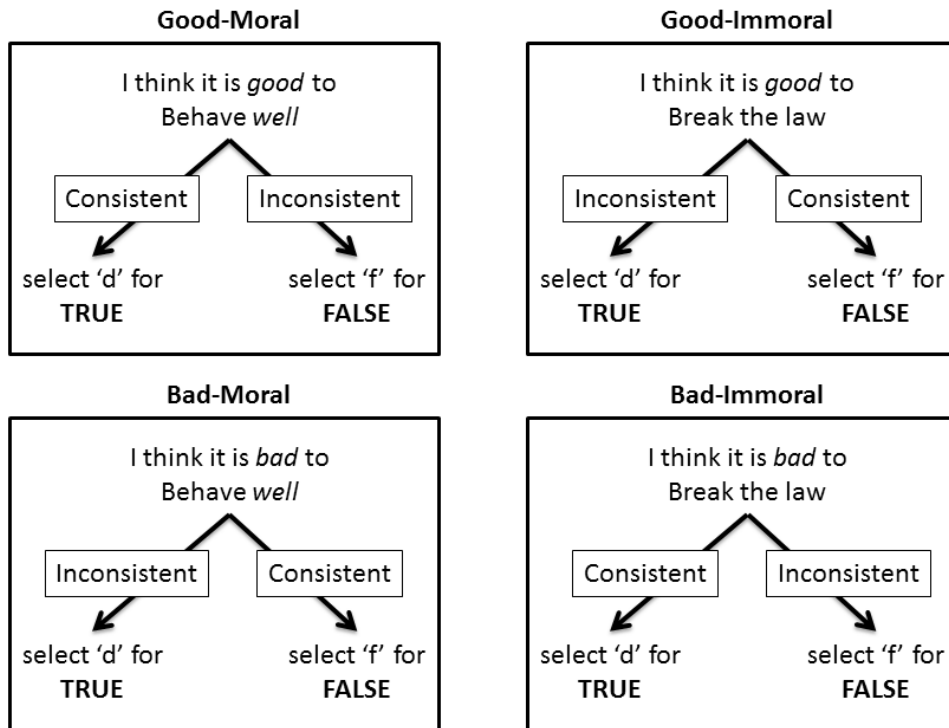 Good-Moral
I think it is good to
Behave well
Consistent
Inconsistent
select ‘d’ for
TRUE
select ‘f’ for
FALSE
Good-Immoral
I think it is good to
Break the law
Inconsistent
Consistent
select ‘d’ for
TRUE
select ‘f’ for
FALSE
Bad-Moral
I think it is bad to
Behave well
Inconsistent
Consistent
select ‘d’ for
TRUE
select ‘f’ for
FALSE
Bad-Immoral
I think it is bad to
Break the law
Consistent
Inconsistent
select ‘d’ for
TRUE
select ‘f’ for
FALSE